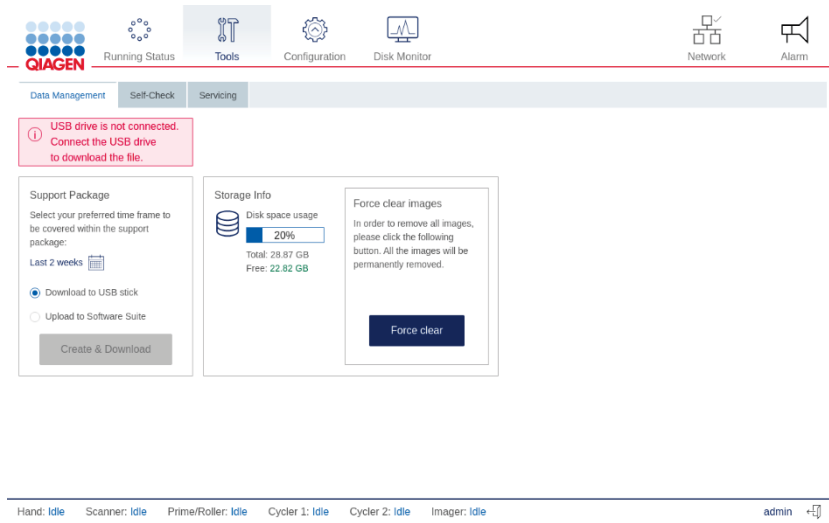 QIAGEN
Running Status
Tools
Configuration
Disk Monitor
Network
Alarm
Data Management
Self-Check
Servicing
USB drive is not connected.
Connect the USB drive
to download the file.
Support Package
Select your preferred time frame to
be covered within the support
package:
Last 2 weeks
Download to USB stick
Upload to Software Suite
Create & Download
Storage Info
Disk space usage
20%
Total: 28.87 GB
Free: 22.82 GB
Force clear images
In order to remove all images,
please click the following
button. All the images will be
permanently removed.
Force clear
Hand: Idle
Scanner: Idle
Prime/Roller: Idle
Cycler 1: Idle
Cycler 2: Idle
Imager: Idle
admin